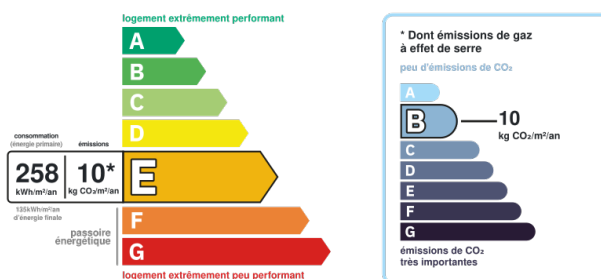 logement extrêmement performant
A
B
C
D
consommation
(énergie primaire)
émissions
258
10*
kWh/m²/an
kg CO₂/m²/an
E
135kWh/m²/an
d'énergie finale
F
passoire
énergétique
G
logement extrêmement peu performant
* Dont émissions de gaz
à effet de serre
peu d'émissions de CO₂
A
B
10
kg CO₂/m²/an
C
D
E
F
G
émissions de CO₂
très importantes